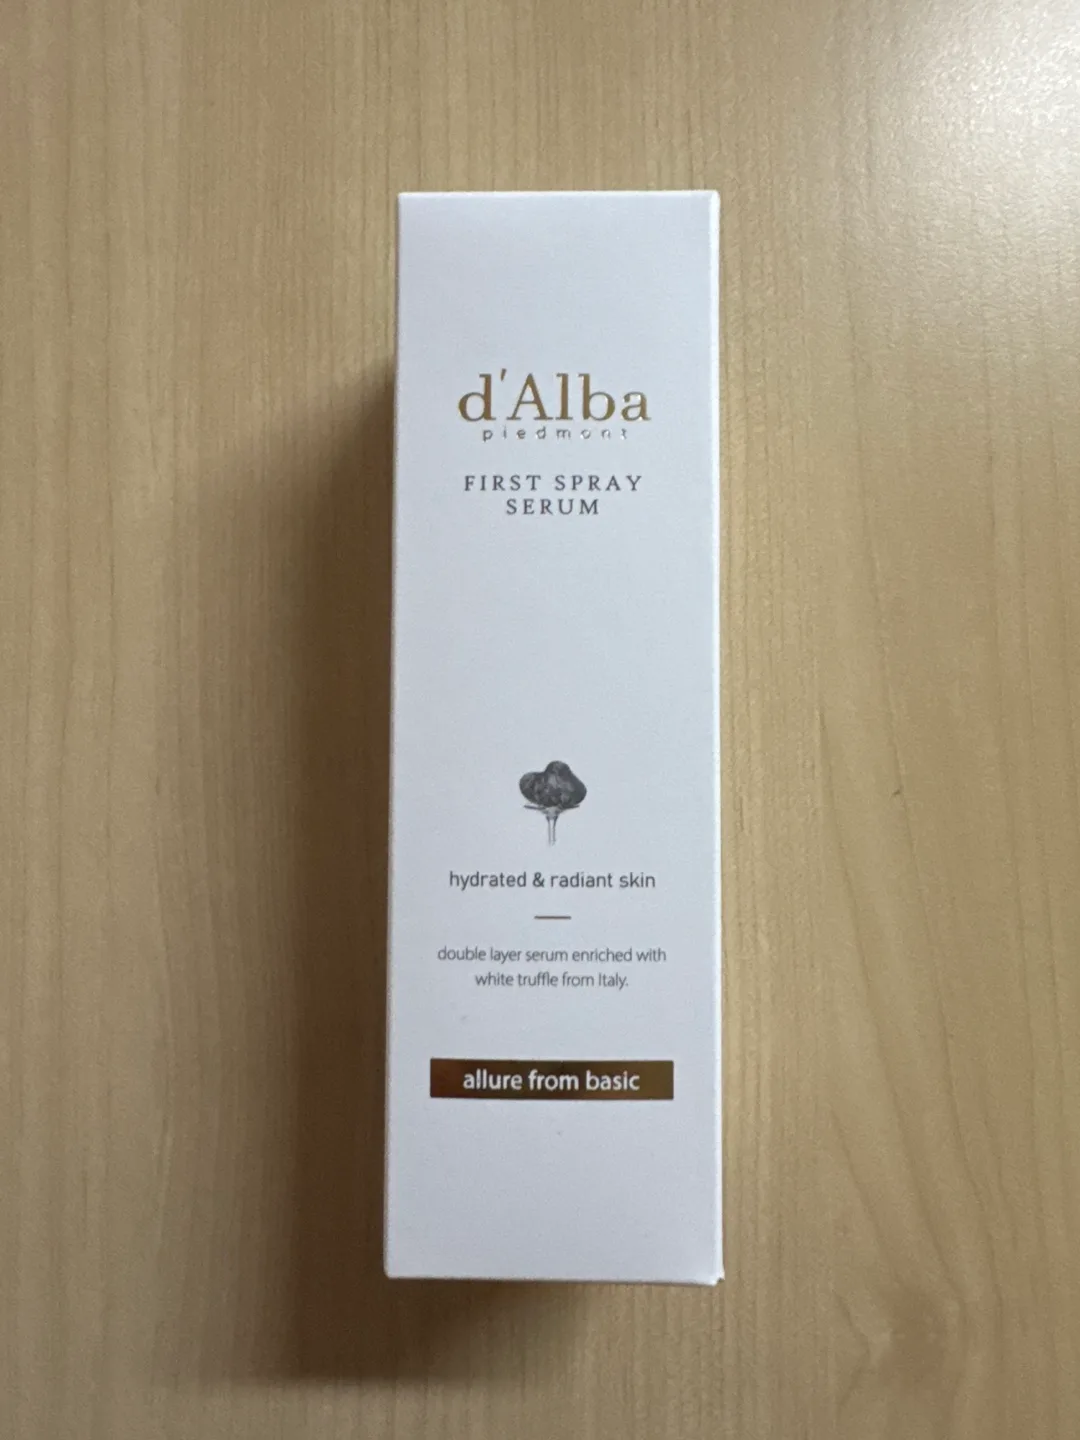 d'Alba
piedmont
FIRST SPRAY
SERUM
hydrated & radiant skin
double layer serum enriched with
white truffle from Italy.
allure from basic